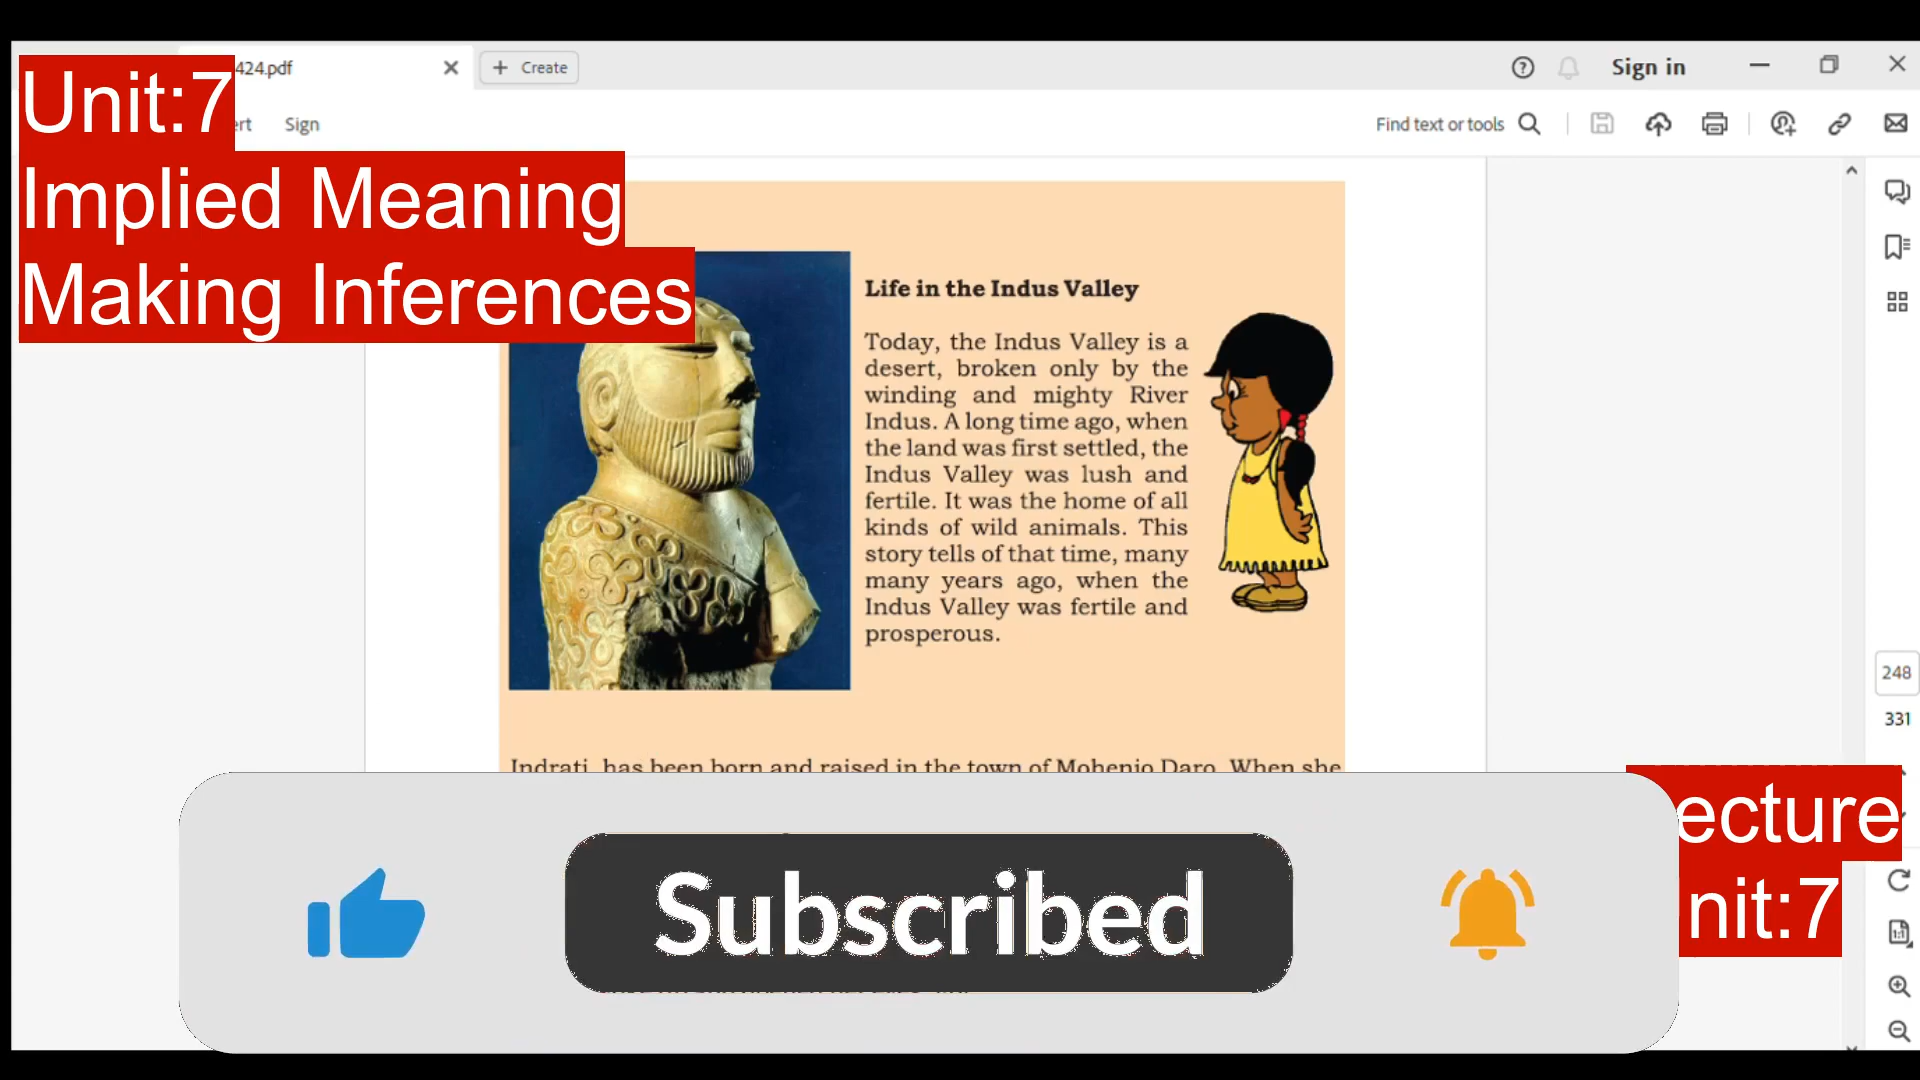 Unit:7
Implied Meaning
Making Inferences
424.pdf
Create
Sign in
ert
Sign
Find text or tools
Life in the Indus Valley
Today, the Indus Valley is a
desert, broken only by the
winding and mighty River
Indus. A long time ago, when
the land was first settled, the
Indus Valley was lush and
fertile. It was the home of all
kinds of wild animals. This
story tells of that time, many
many years ago, when the
Indus Valley was fertile and
prosperous.
Indrati, has been born and raised in the town of Mohenjo Daro. When she
248
331
ecture
nit:7
Subscribed